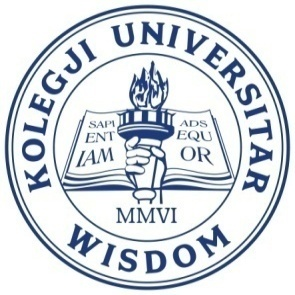 KOLEGJI UNIVERSITAR
WISDOM
SAPI
ENT
IAM
ADS
EQU
OR
MMVI